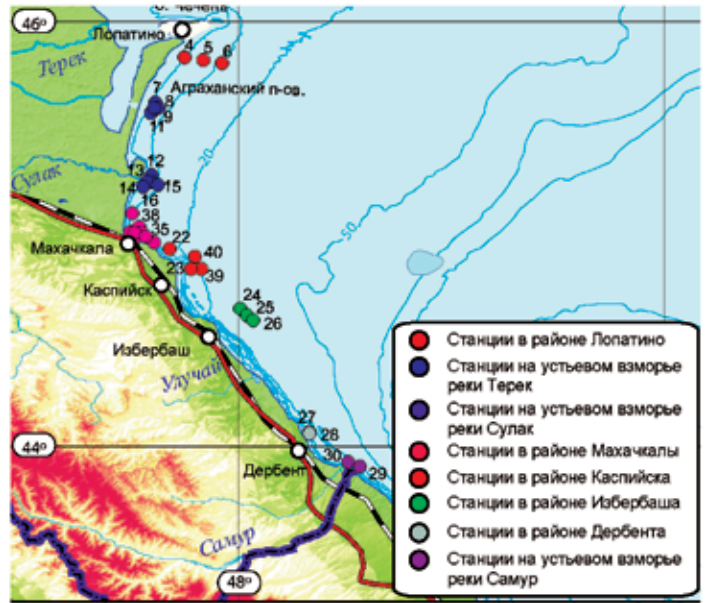 о. Чечень
46°
Лопатино
4 5 6
Терек
Аграханский п-ов.
7
8
9
11
20
12
13
14
15
16
Сулак
38
35
22
Махачкала
40
23
39
50
Каспийск
24
25
26
Избербаш
Улучай
27
28
44°
30
29
Дербент
Самур
48°
Станции в районе Лопатино
Станции на устьевом взморье
реки Терек
Станции на устьевом взморье
реки Сулак
Станции в районе Махачкалы
Станции в районе Каспийска
Станции в районе Избербаша
Станции в районе Дербента
Станции на устьевом взморье
реки Самур